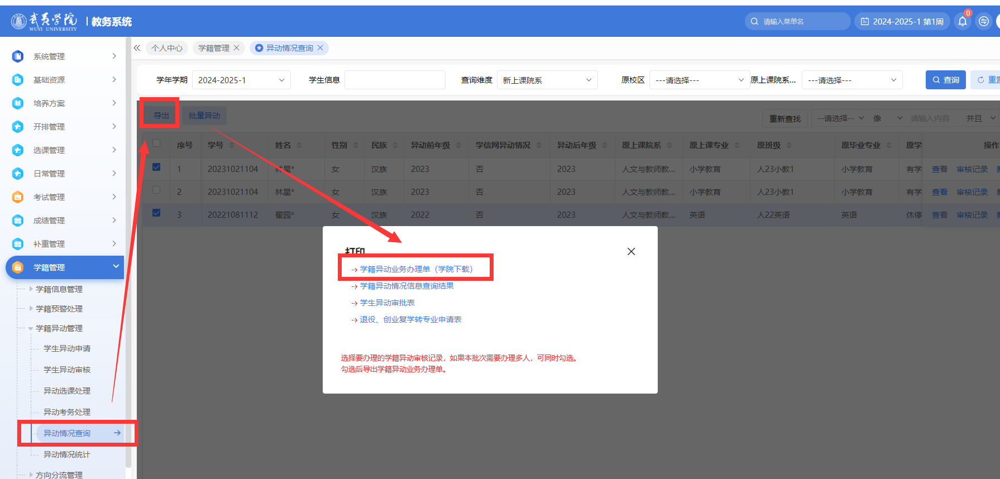 武夷学院
WUYI UNIVERSITY
教务系统
请输入菜单名
2024-2025-1 第1周
0
系统管理
基础资源
培养方案
开排管理
选课管理
日常管理
考试管理
成绩管理
补重管理
学籍管理
学籍信息管理
学籍预警处理
学籍异动管理
学生异动申请
学生异动审核
异动选课处理
异动考务处理
异动情况查询
异动情况统计
方向分流管理
个人中心 学籍管理 异动情况查询
学年学期 2024-2025-1 学生信息 查询维度 新上课院系 原校区 ---请选择--- 原上课院系... ---请选择--- 查询 重置
导出 批量异动 重新查找 --请选择-- 像 请输入内容 并且
序号 学号 姓名 性别 民族 异动前年级 学信网异动情况 异动后年级 原上课院系 原上课专业 原班级 原毕业专业 原学 操作
1 20231021104 林星* 女 汉族 2023 否 2023 人文与教师教... 小学教育 人23小教1 小学教育 有学 查看 审核记录
2 20231021104 林星* 女 汉族 2023 否 2023 人文与教师教... 小学教育 人23小教1 小学教育 有学 查看 审核记录
3 20221081112 翟园* 女 汉族 2022 否 2023 人文与教师教... 英语 人22英语 英语 休停 查看 审核记录
打印
学籍异动业务办理单（学院下载）
学籍异动情况信息查询结果
学生异动审批表
退役、创业复学转专业申请表
选择要办理的学籍异动审核记录，如果本批次需要办理多人，可同时勾选。
勾选后导出学籍异动业务办理单。